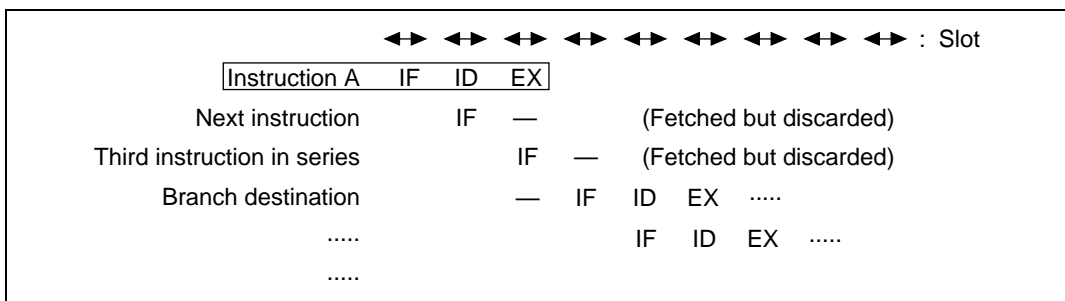 : Slot
Instruction A IF ID EX
Next instruction IF — (Fetched but discarded)
Third instruction in series IF — (Fetched but discarded)
Branch destination — IF ID EX .....
..... IF ID EX .....
.....